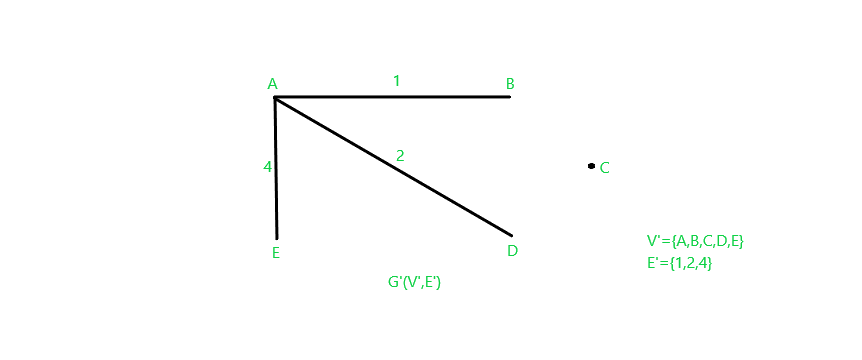 A
1
B
2
4
C
E
D
V'={A,B,C,D,E}
E'={1,2,4}
G'(V',E')